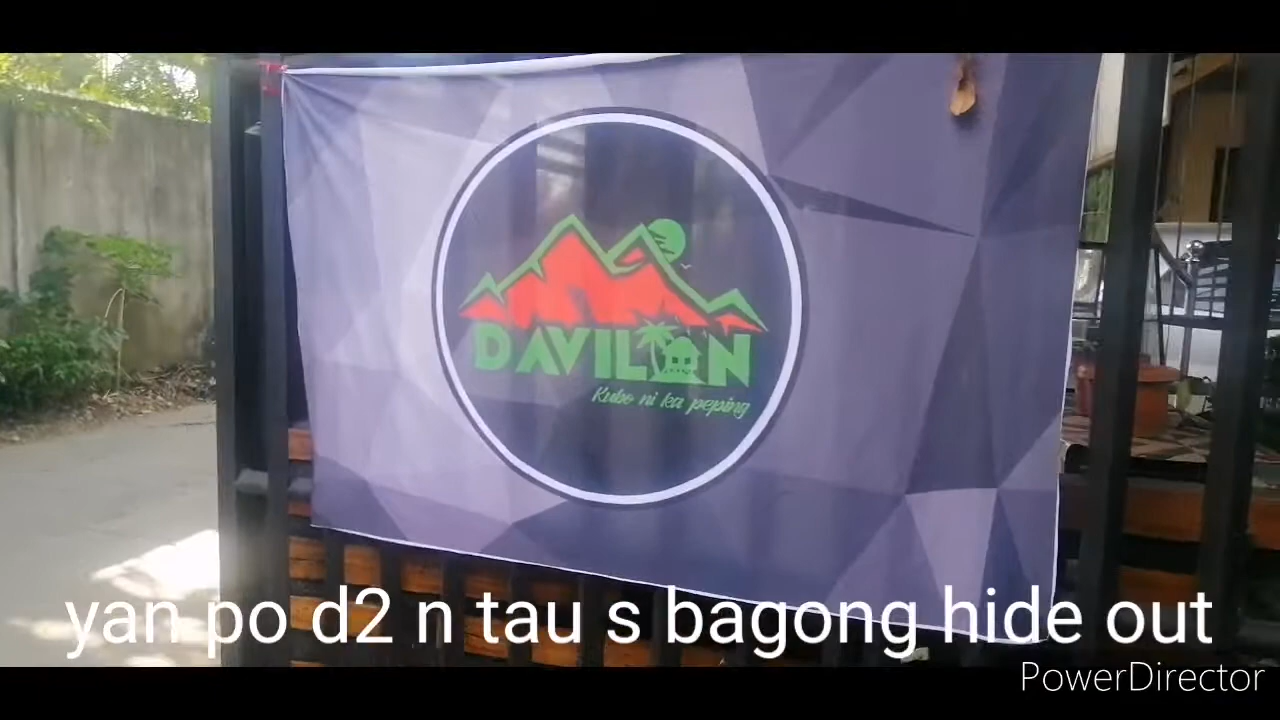 DAVILAN
Kubo ni ka peping
yan po d2 n tau s bagong hide out
PowerDirector